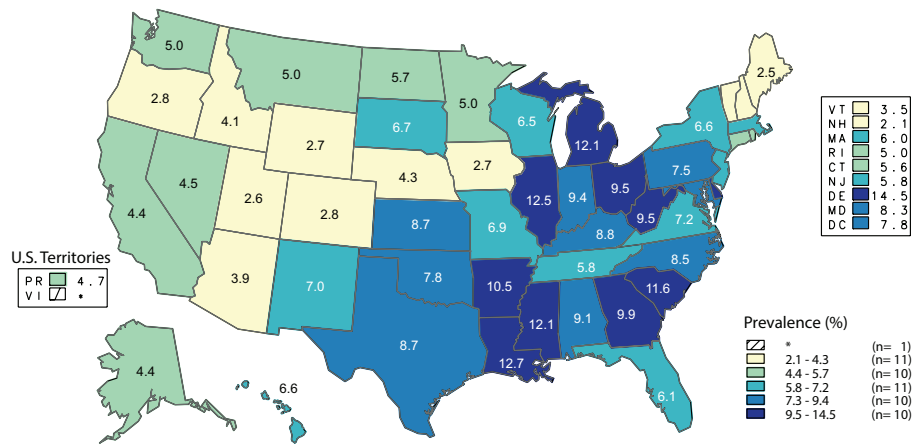 5.0
5.0
5.7
5.0
2.5
2.8
4.1
2.7
6.7
6.5
12.1
6.6
VT 3.5
NH 2.1
MA 6.0
RI 5.0
CT 5.6
NJ 5.8
DE 14.5
MD 8.3
DC 7.8
4.4
4.5
2.6
2.8
4.3
2.7
12.5
9.4
9.5
7.5
3.9
7.0
8.7
6.9
8.8
9.5
7.2
7.8
10.5
5.8
8.5
8.7
12.7
12.1
9.1
9.9
11.6
6.1
U.S. Territories
PR 4.7
VI *
4.4
6.6
Prevalence (%)
* (n= 1)
2.1 - 4.3 (n= 11)
4.4 - 5.7 (n= 10)
5.8 - 7.2 (n= 11)
7.3 - 9.4 (n= 10)
9.5 - 14.5 (n= 10)